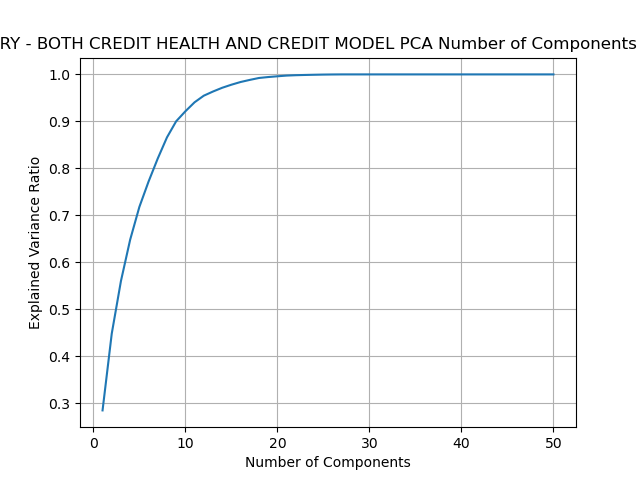 RY - BOTH CREDIT HEALTH AND CREDIT MODEL PCA Number of Components
1.0
0.9
0.8
0.7
0.6
0.5
0.4
0.3
Explained Variance Ratio
0 10 20 30 40 50
Number of Components